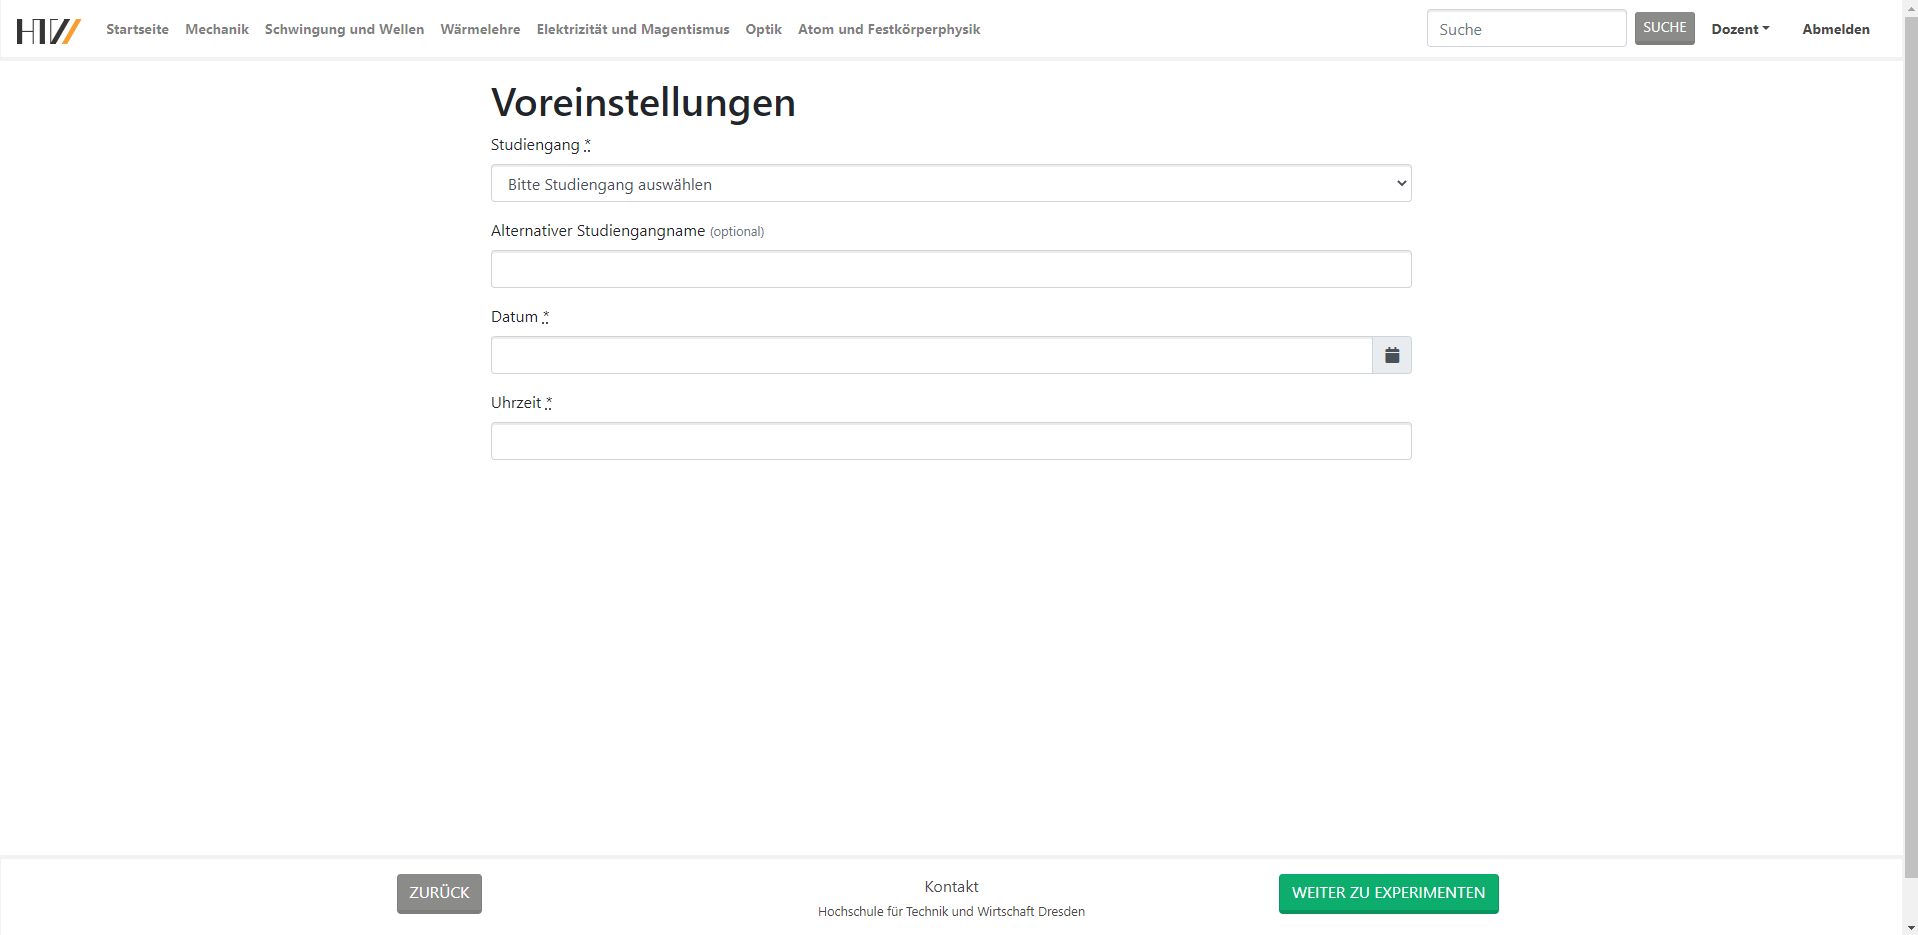 HTW Startseite Mechanik Schwingung und Wellen Wärmelehre Elektrizität und Magentismus Optik Atom und Festkörperphysik Suche SUCHE Dozent Abmelden
Voreinstellungen
Studiengang *
Bitte Studiengang auswählen
Alternativer Studiengangname (optional)
Datum *
Uhrzeit *
ZURÜCK Kontakt WEITER ZU EXPERIMENTEN
Hochschule für Technik und Wirtschaft Dresden